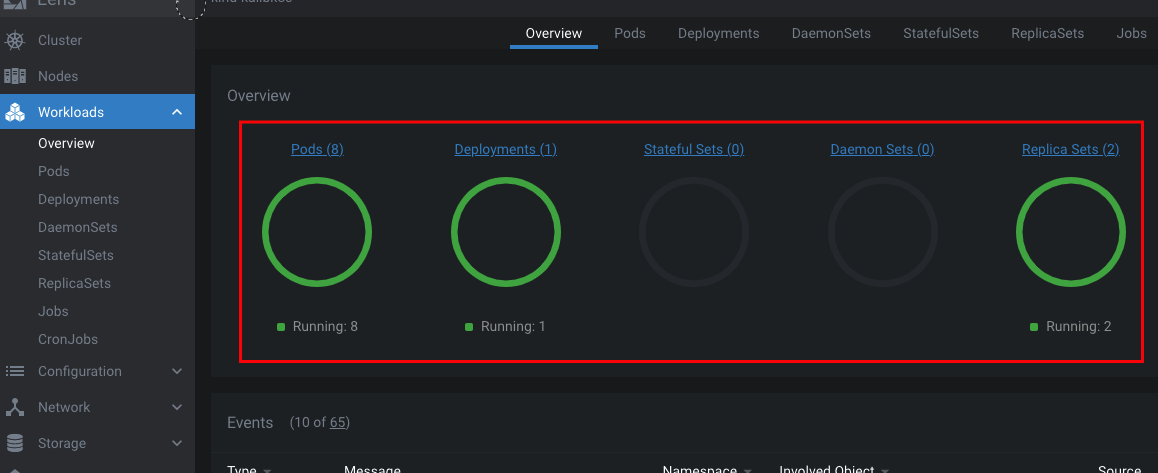 Lens
Cluster
Nodes
Workloads
Overview
Pods
Deployments
DaemonSets
StatefulSets
ReplicaSets
Jobs
CronJobs
Configuration
Network
Storage
Overview Pods Deployments DaemonSets StatefulSets ReplicaSets Jobs
Overview
Pods (8) Deployments (1) Stateful Sets (0) Daemon Sets (0) Replica Sets (2)
Running: 8 Running: 1 Running: 2
Events (10 of 65)
Type Message Namespace Involved Object Source